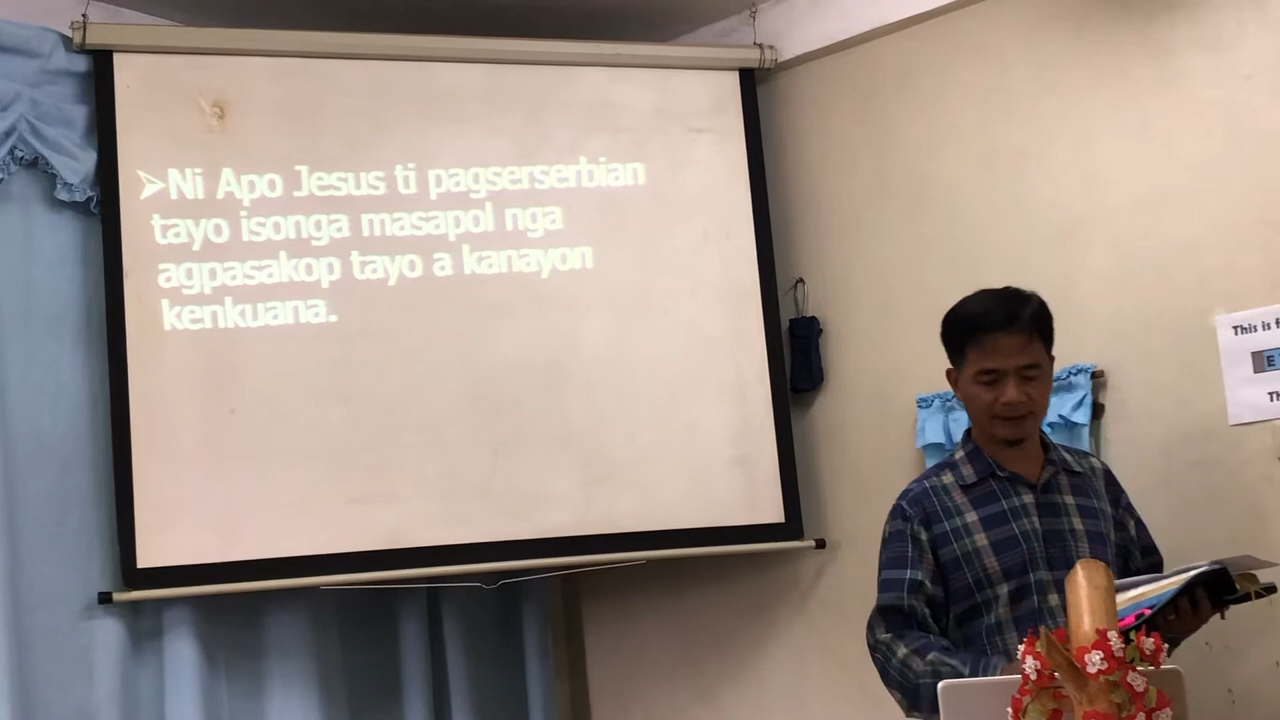 ➢Ni Apo Jesus ti pagserserbian
tayo isonga masapol nga
agpasakop tayo a kanayon
kenkuana.
This is
E